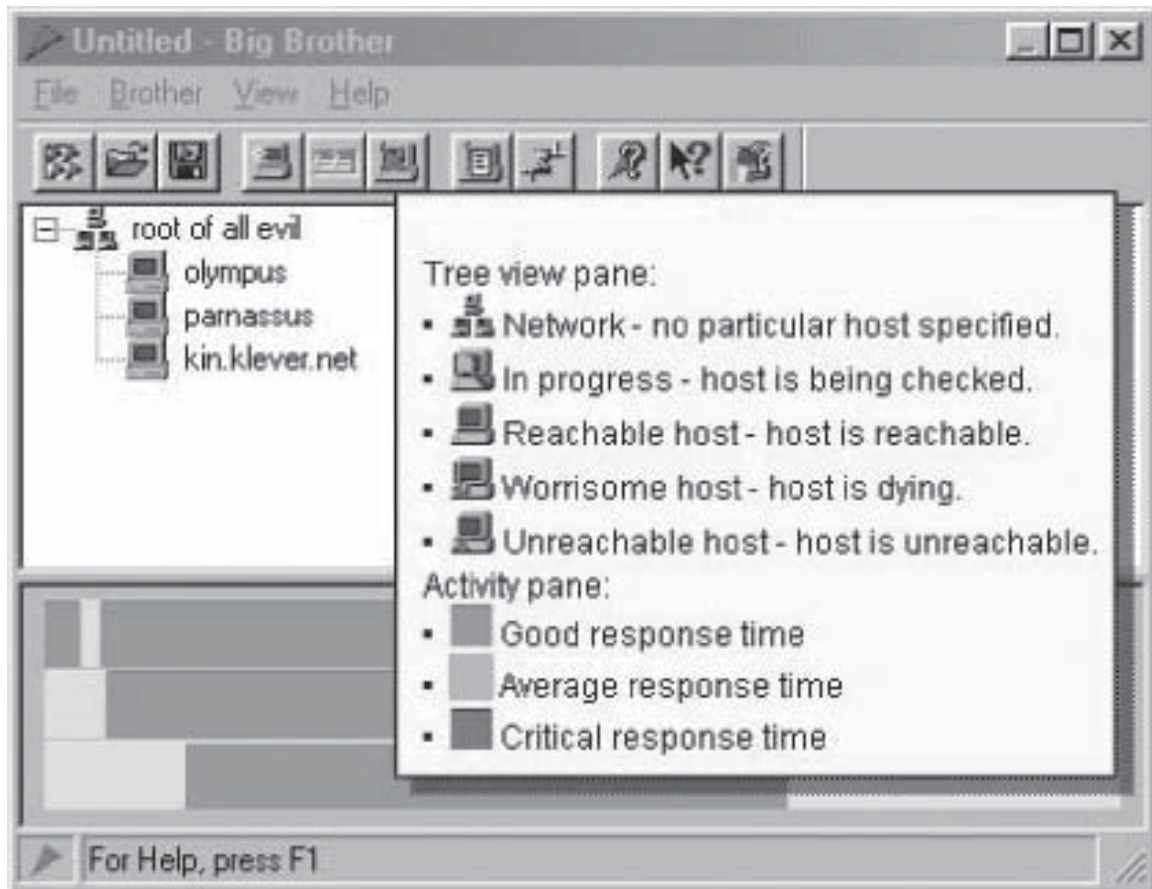 Untitled - Big Brother
File Brother View Help
root of all evil
olympus
parnassus
kin.klever.net
Tree view pane:
▪ Network - no particular host specified.
▪ In progress - host is being checked.
▪ Reachable host - host is reachable.
▪ Worrisome host - host is dying.
▪ Unreachable host - host is unreachable.
Activity pane:
▪ Good response time
▪ Average response time
▪ Critical response time
For Help, press F1